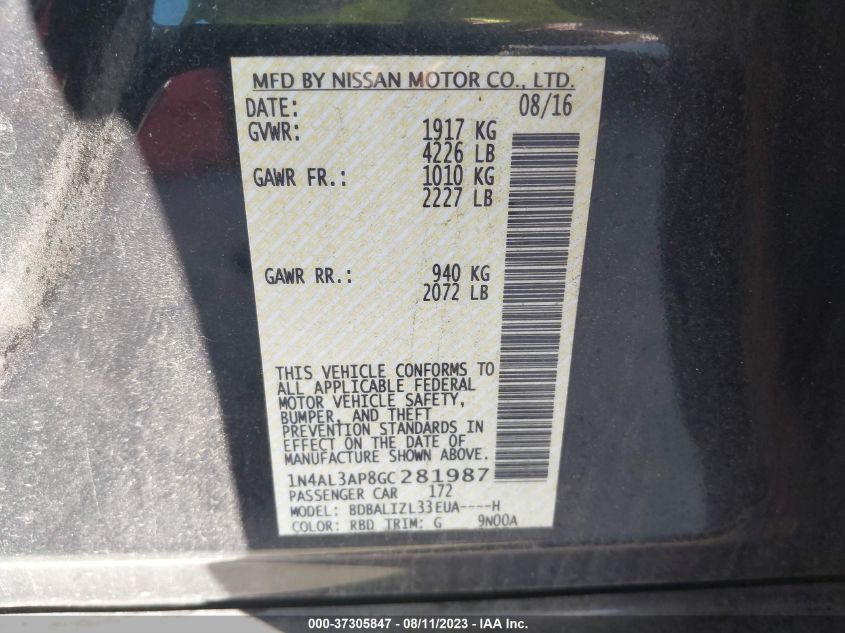 MFD BY NISSAN MOTOR CO., LTD.
DATE: 08/16
GVWR: 1917 KG
4226 LB
GAWR FR.: 1010 KG
2227 LB
GAWR RR.: 940 KG
2072 LB
THIS VEHICLE CONFORMS TO
ALL APPLICABLE FEDERAL
MOTOR VEHICLE SAFETY,
BUMPER, AND THEFT
PREVENTION STANDARDS IN
EFFECT ON THE DATE OF
MANUFACTURE SHOWN ABOVE.
1N4AL3AP8GC281987
PASSENGER CAR 172
MODEL: BDBALIZL33EUA----H
COLOR: RBD TRIM: G 9N00A
000-37305847 - 08/11/2023 - IAA Inc.